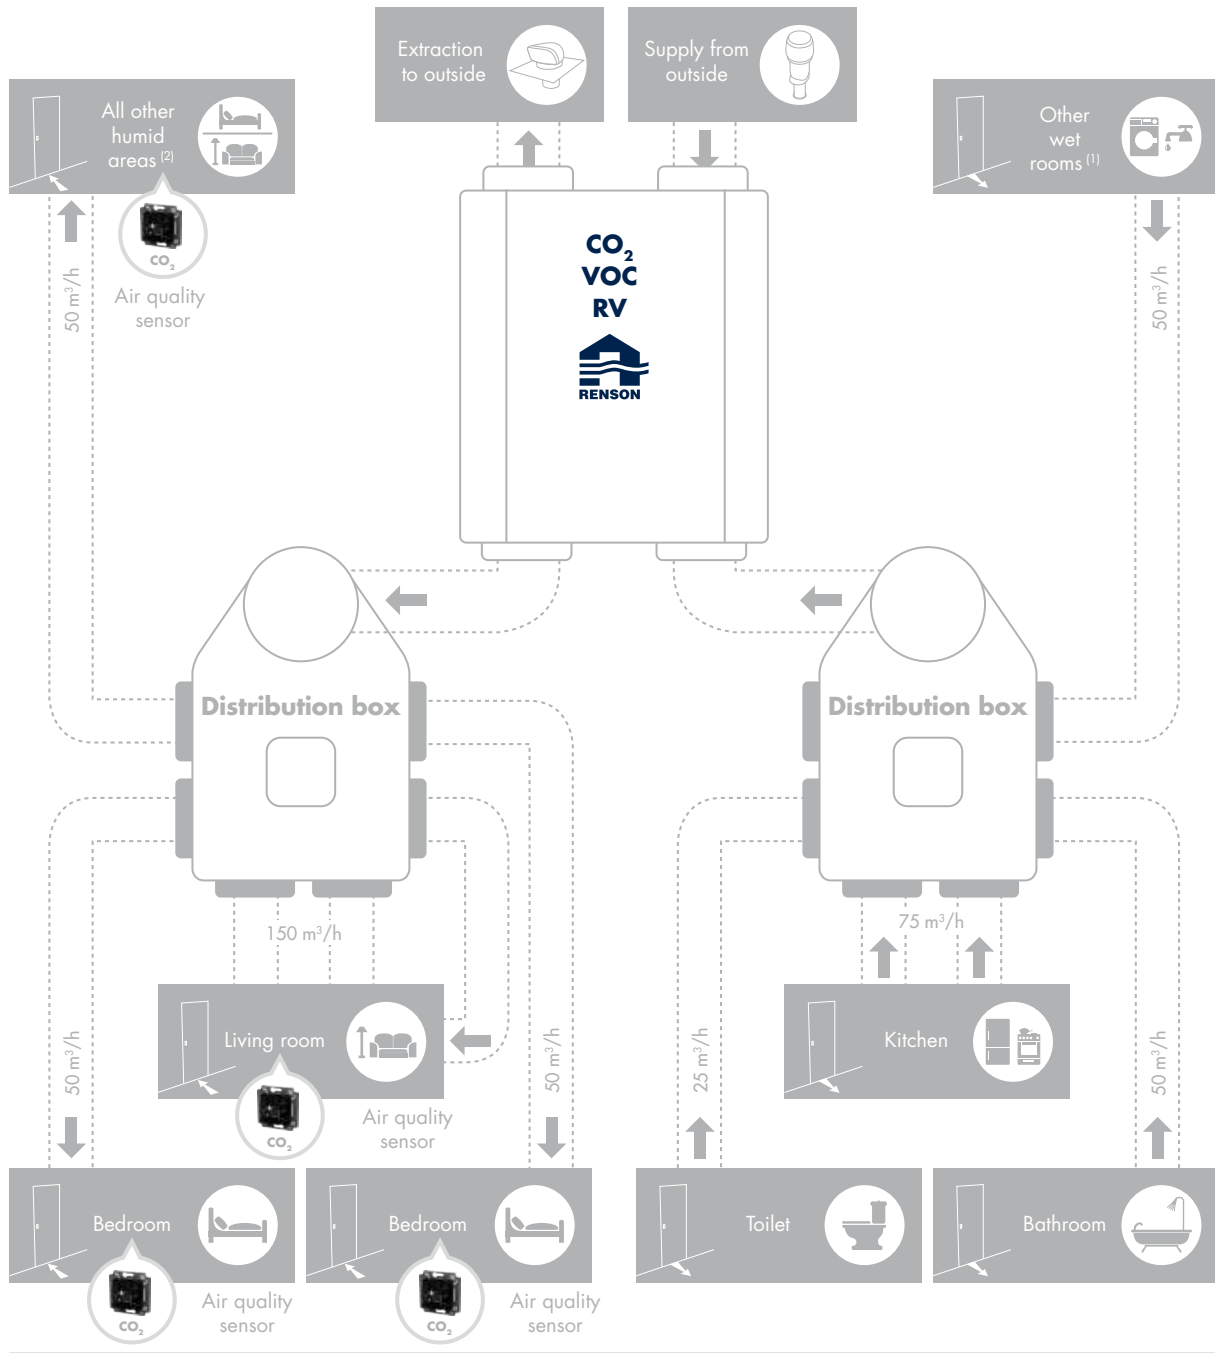 Extraction
to outside
Supply from
outside
All other
humid
areas (2)
Other
wet
rooms (1)
CO2
Air quality
sensor
CO2
VOC
RV
RENSON
50 m3/h
50 m3/h
Distribution box
Distribution box
150 m3/h
75 m3/h
Living room
Kitchen
50 m3/h
50 m3/h
25 m3/h
50 m3/h
CO2
Air quality
sensor
Bedroom
Bedroom
Toilet
Bathroom
CO2
Air quality
sensor
CO2
Air quality
sensor